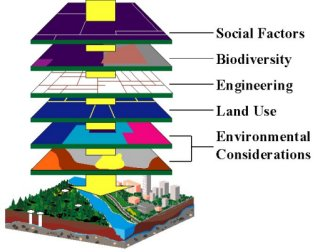 Social Factors
Biodiversity
Engineering
Land Use
Environmental
Considerations